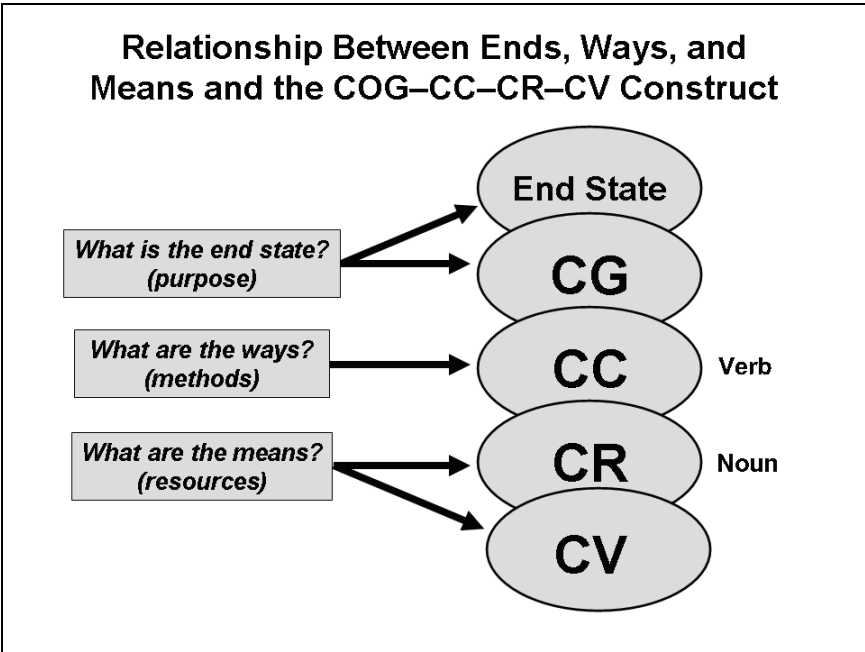 Relationship Between Ends, Ways, and
Means and the COG–CC–CR–CV Construct
End State
What is the end state?
(purpose)
CG
What are the ways?
(methods)
CC
Verb
What are the means?
(resources)
CR
Noun
CV